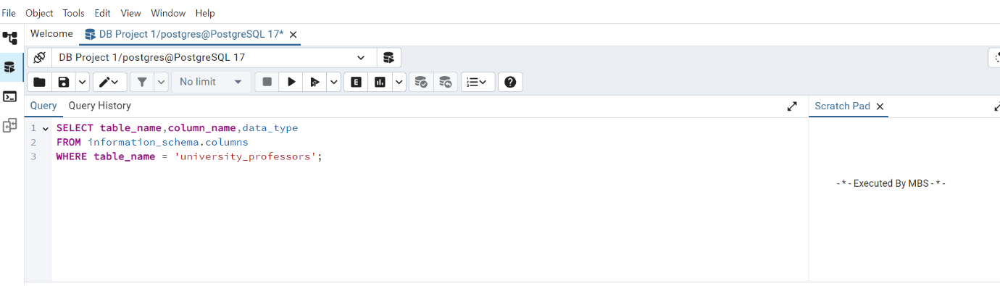 File Object Tools Edit View Window Help
Welcome DB Project 1/postgres@PostgreSQL 17*
DB Project 1/postgres@PostgreSQL 17
No limit
E
Query Query History
Scratch Pad
1 SELECT table_name,column_name,data_type
2 FROM information_schema.columns
3 WHERE table_name = 'university_professors';
- * - Executed By MBS - * -